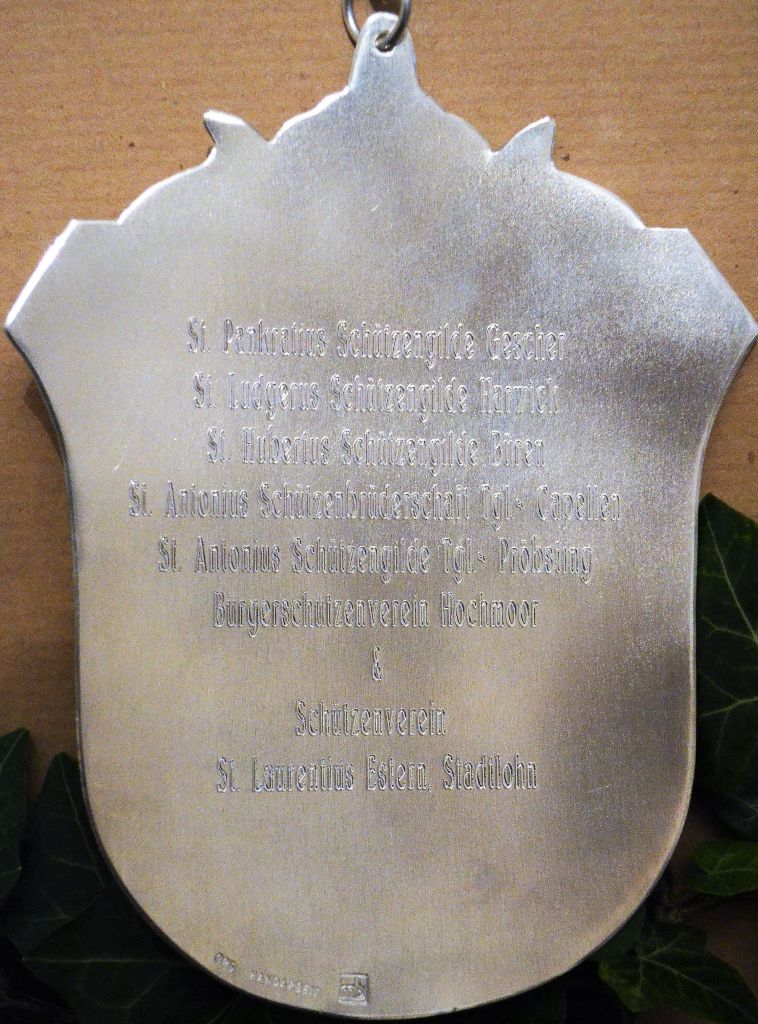 St. Pankratius Schützengilde Gescher
St. Ludgerus Schützengilde Harwick
St. Hubertus Schützengilde Büren
St. Antonius Schützenbrüderschaft Tgl.- Capellen
St. Antonius Schützengilde Tgl.- Pröbsting
Bürgerschützenverein Hochmoor
&
Schützenverein
St. Laurentius Estern, Stadtlohn
HANDARBEIT